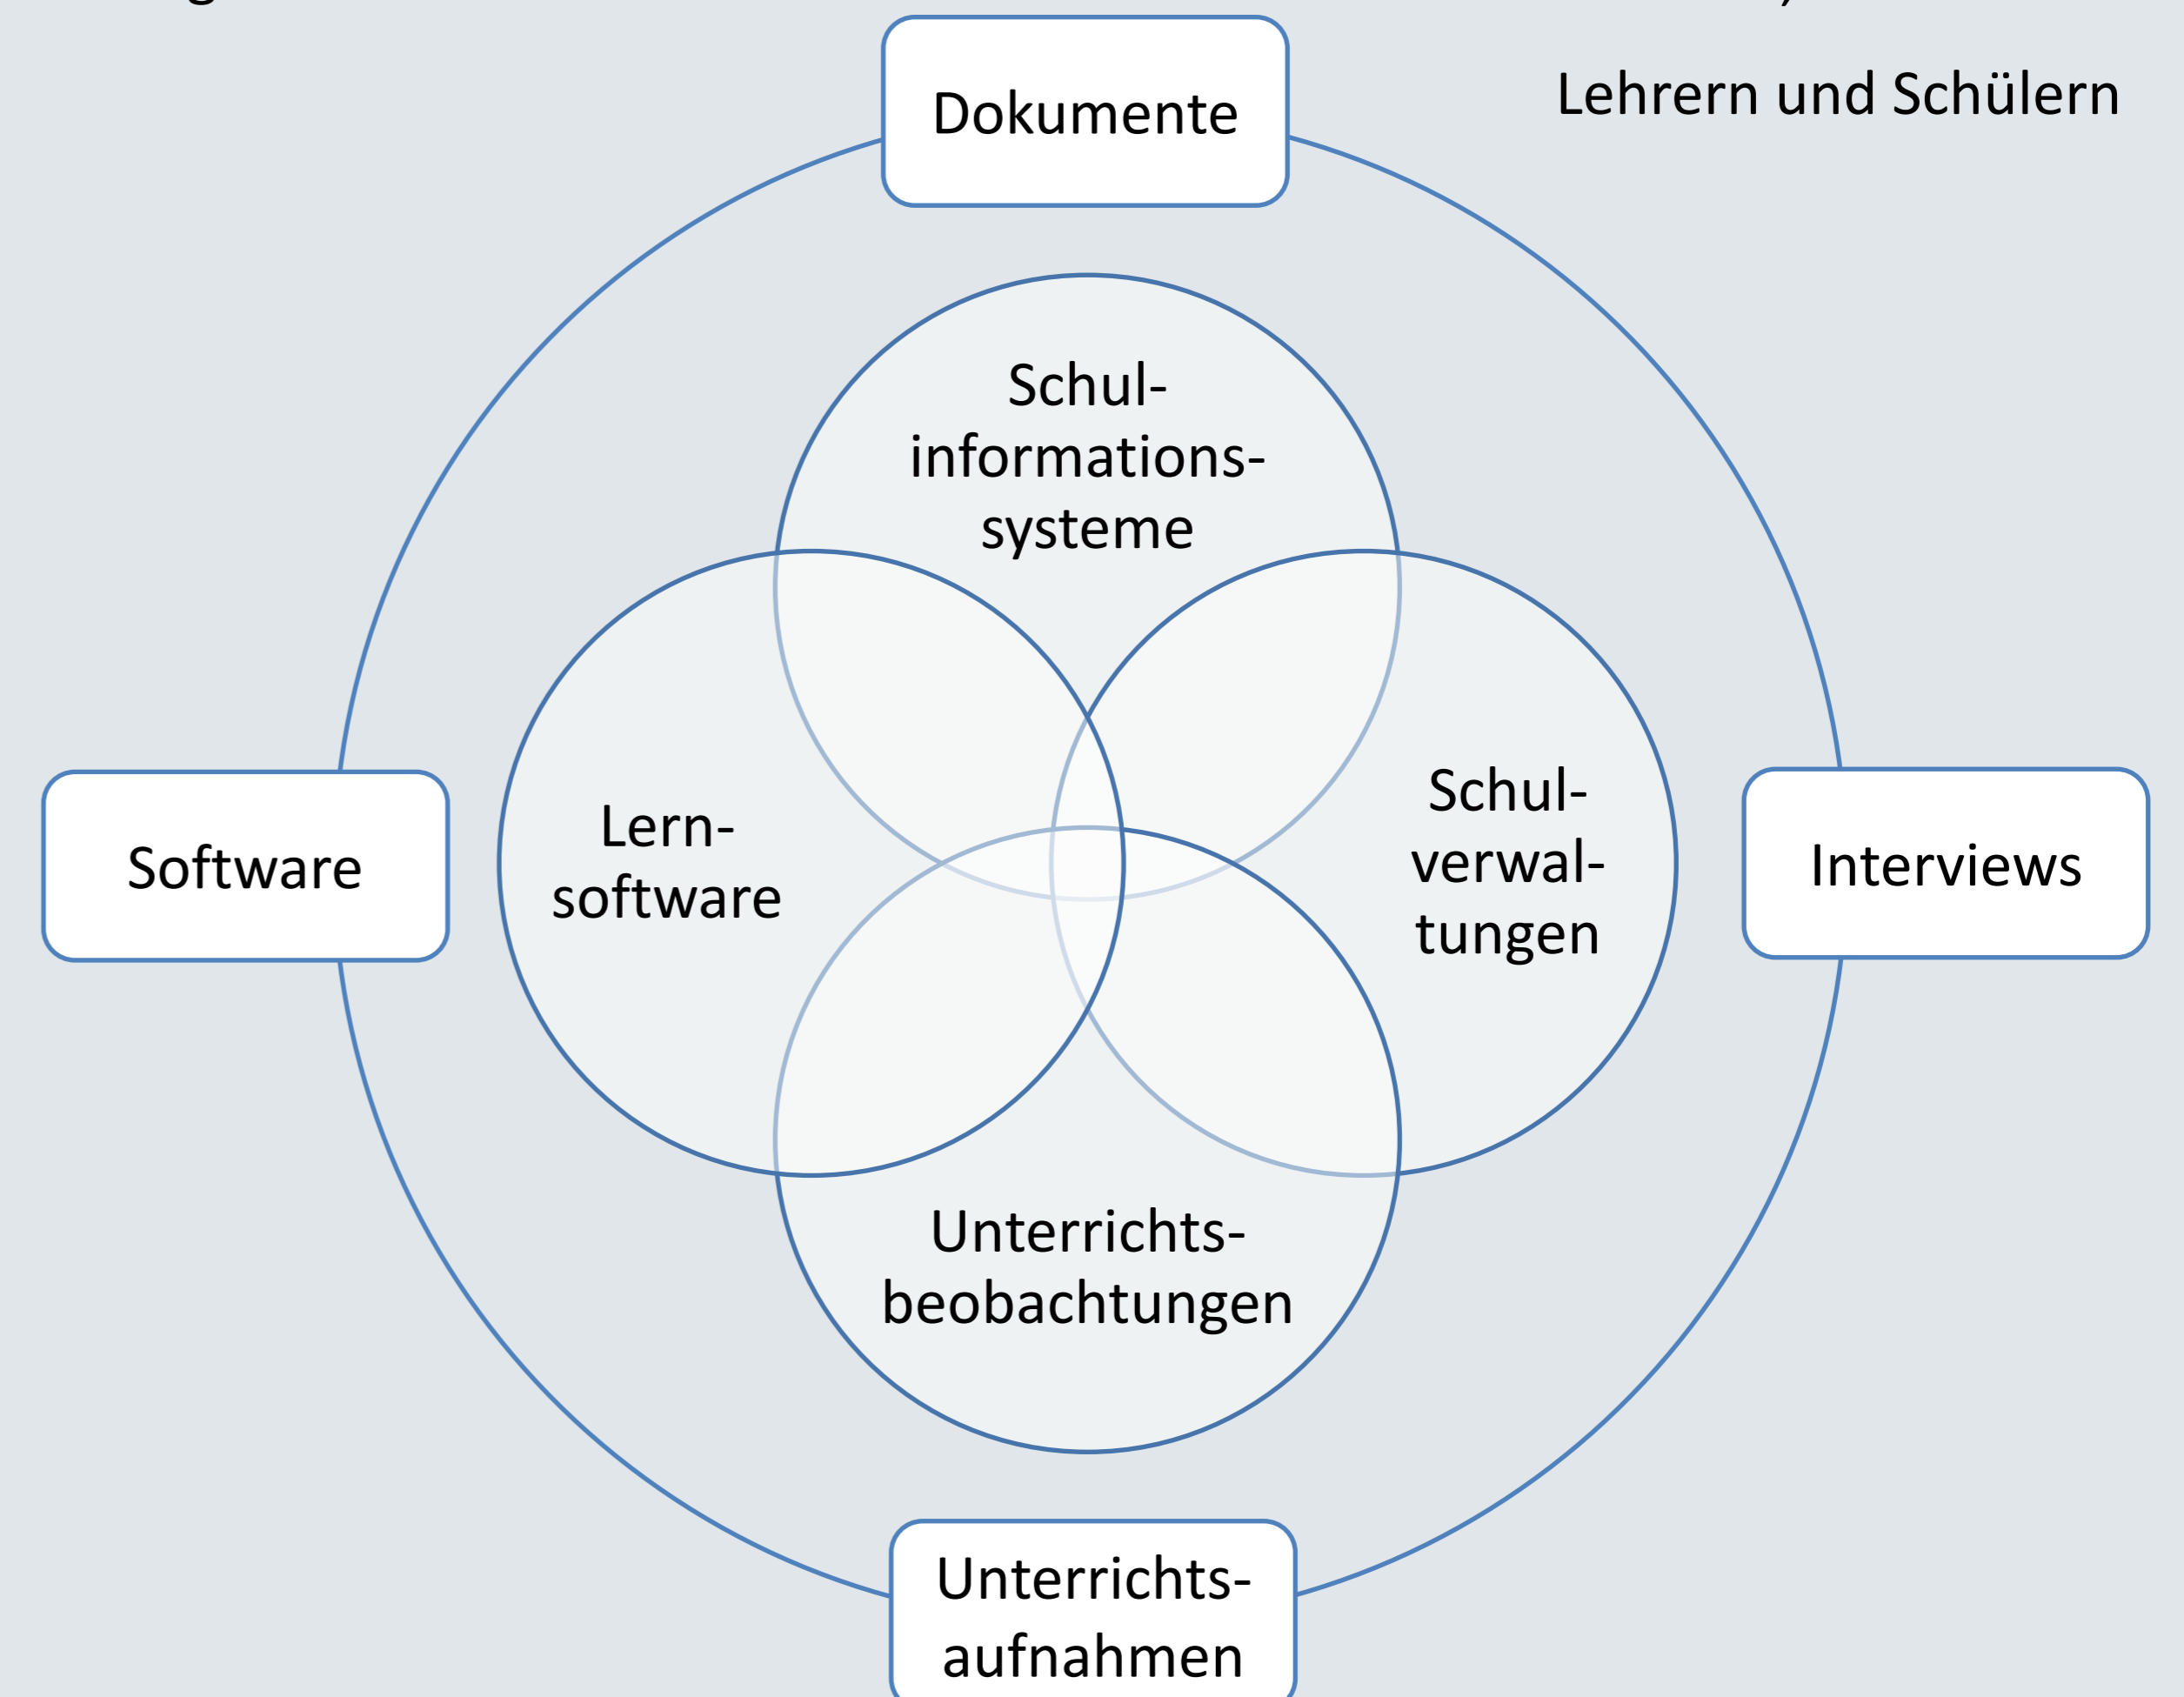 Dokumente
Lehrern und Schülern
Schul-
informations-
systeme
Lern-
software
Schul-
verwal-
tungen
Software
Interviews
Unterrichts-
beobachtungen
Unterrichts-
aufnahmen